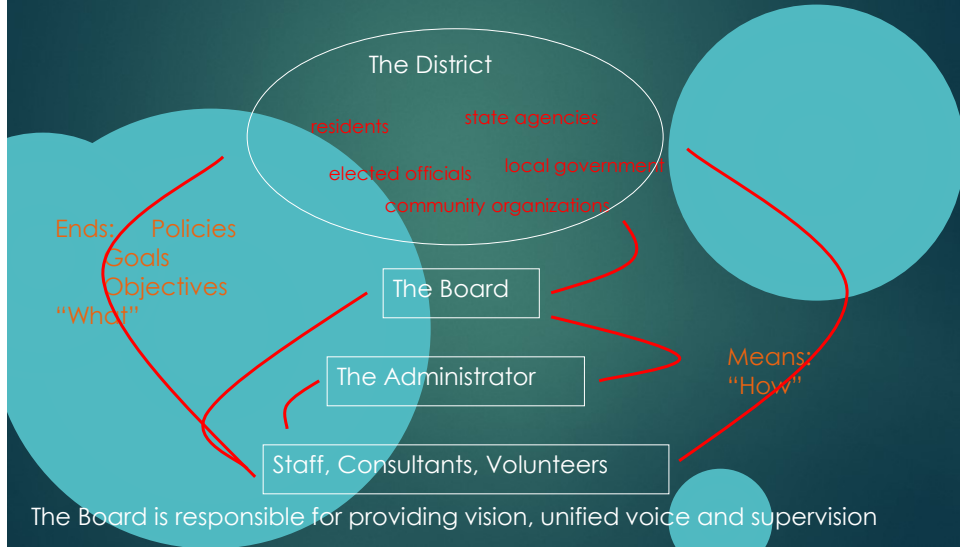 The District
residents
state agencies
elected officials
local government
community organizations
Ends: Policies
Goals
Objectives
“What”
The Board
The Administrator
Means:
“How”
Staff, Consultants, Volunteers
The Board is responsible for providing vision, unified voice and supervision